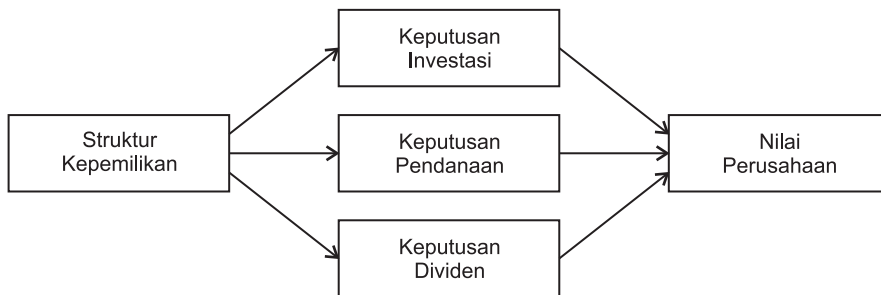 Keputusan
Investasi
Struktur
Kepemilikan
Keputusan
Pendanaan
Nilai
Perusahaan
Keputusan
Dividen